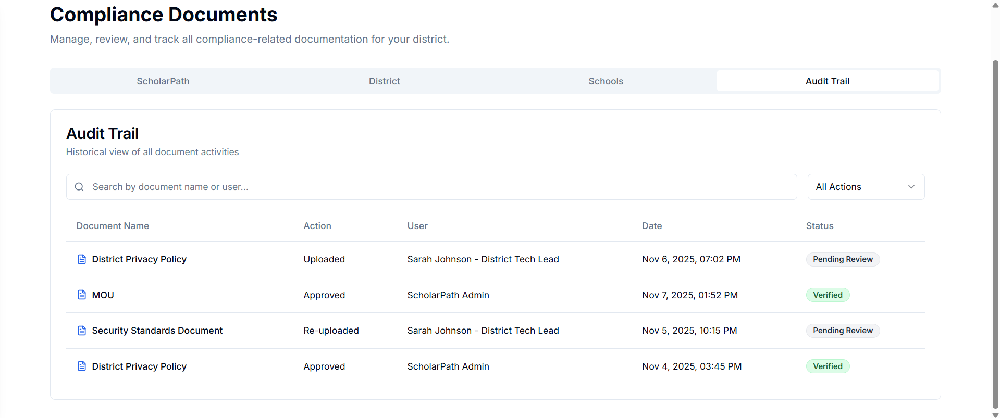 Compliance Documents
Manage, review, and track all compliance-related documentation for your district.
ScholarPath District Schools Audit Trail
Audit Trail
Historical view of all document activities
Search by document name or user... All Actions
Document Name Action User Date Status
District Privacy Policy Uploaded Sarah Johnson - District Tech Lead Nov 6, 2025, 07:02 PM Pending Review
MOU Approved ScholarPath Admin Nov 7, 2025, 01:52 PM Verified
Security Standards Document Re-uploaded Sarah Johnson - District Tech Lead Nov 5, 2025, 10:15 PM Pending Review
District Privacy Policy Approved ScholarPath Admin Nov 4, 2025, 03:45 PM Verified